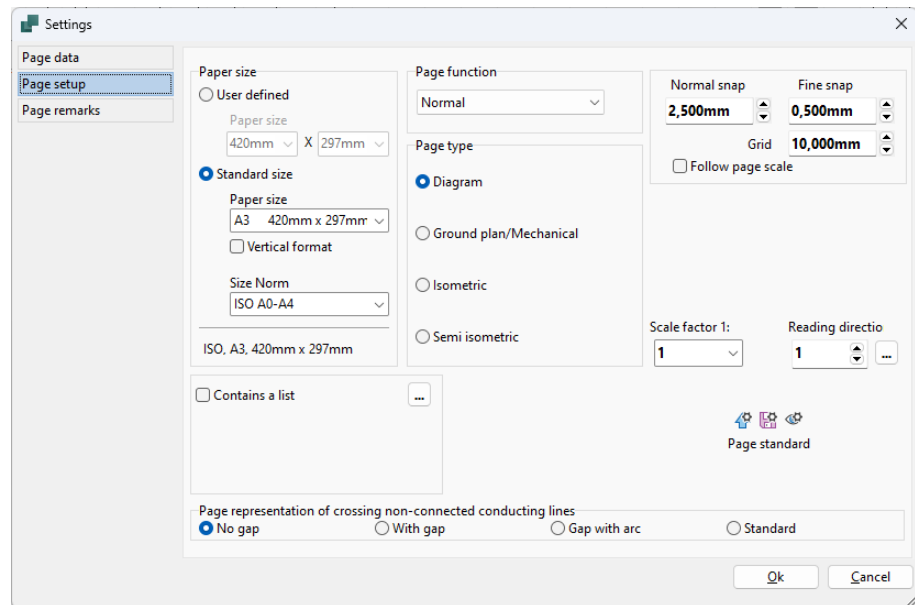 Settings
Page data
Page setup
Page remarks
Paper size
User defined
Paper size
420mm X 297mm
Standard size
Paper size
A3 420mm x 297mm
Vertical format
Size Norm
ISO A0-A4
ISO, A3, 420mm x 297mm
Page function
Normal
Page type
Diagram
Ground plan/Mechanical
Isometric
Semi isometric
Normal snap Fine snap
2,500mm 0,500mm
Grid 10,000mm
Follow page scale
Scale factor 1: Reading directio
1 1 ...
Contains a list ...
Page standard
Page representation of crossing non-connected conducting lines
No gap With gap Gap with arc Standard
Ok Cancel